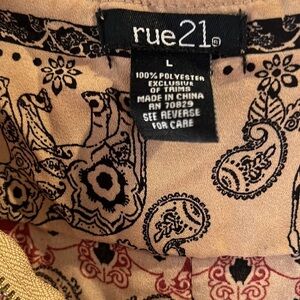 rue21
L
100% POLYESTER
EXCLUSIVE
OF TRIMS
MADE IN CHINA
RN 70829
SEE REVERSE
FOR CARE